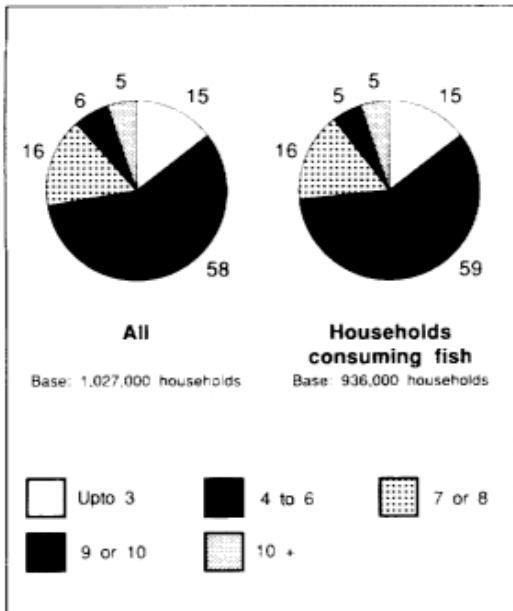 5
15
6
16
58
5
15
5
16
59
All
Base: 1,027,000 households
Households
consuming fish
Base: 936,000 households
Upto 3
4 to 6
7 or 8
9 or 10
10 +